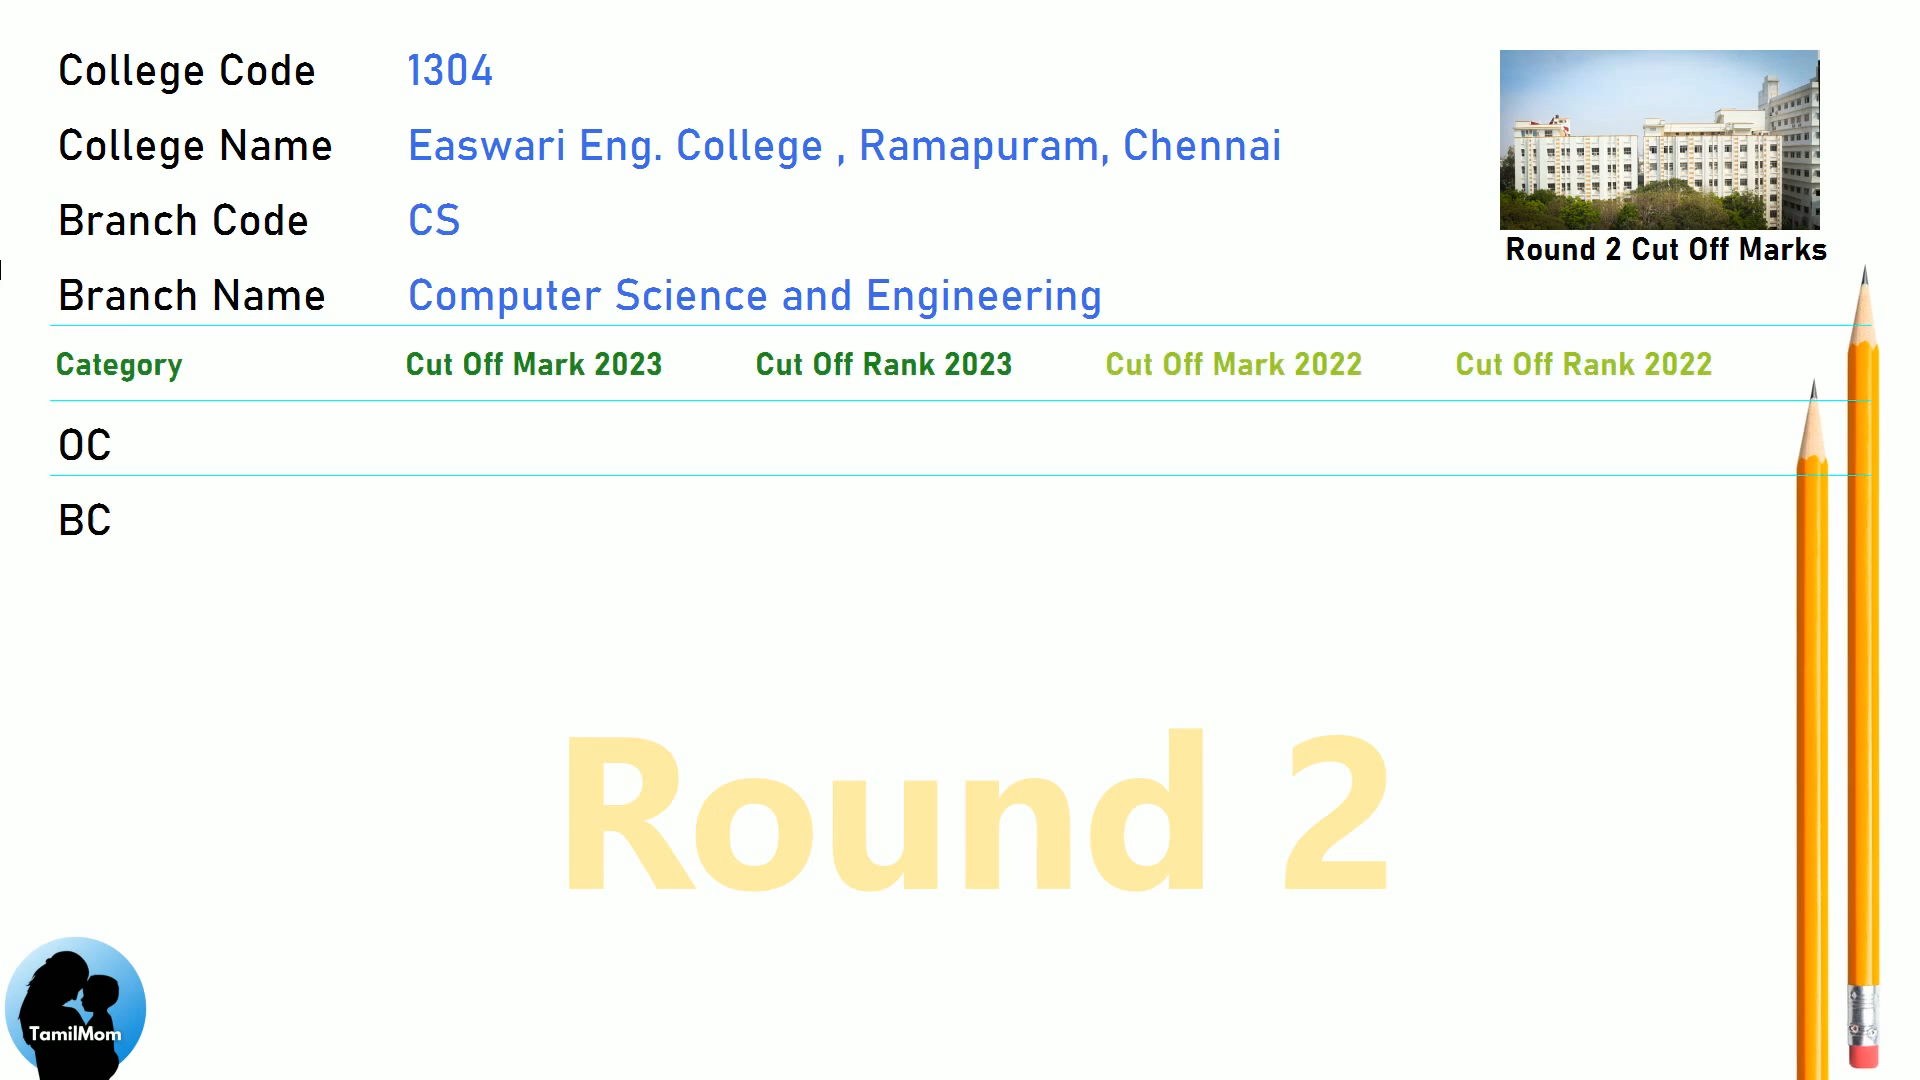 College Code 1304
College Name Easwari Eng. College , Ramapuram, Chennai
Branch Code CS
Round 2 Cut Off Marks
Branch Name Computer Science and Engineering
Category Cut Off Mark 2023 Cut Off Rank 2023 Cut Off Mark 2022 Cut Off Rank 2022
OC
BC
Round 2
TamilMom